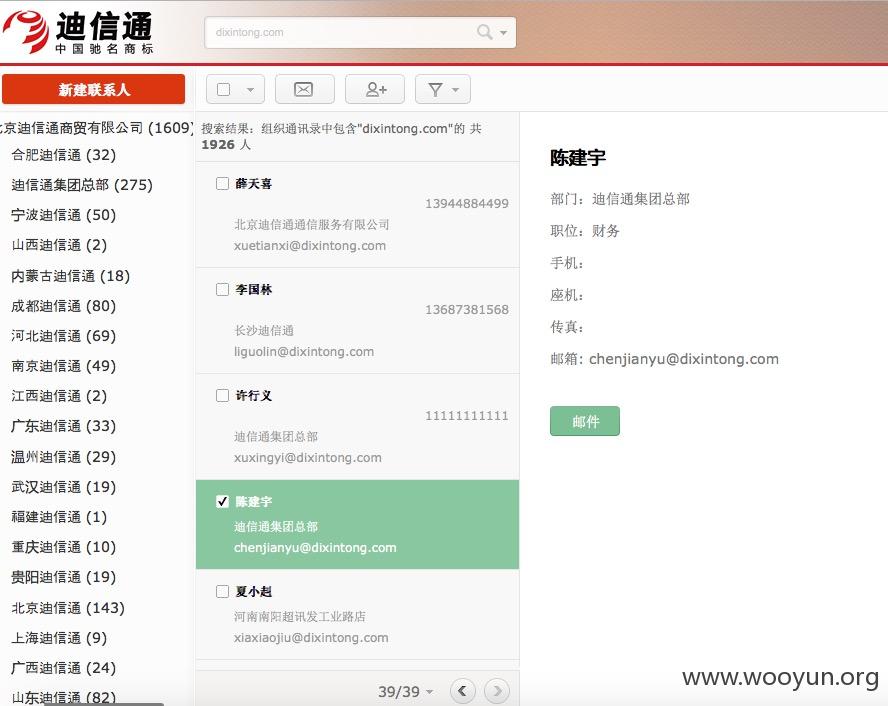 迪信通
中国驰名商标
dixintong.com
新建联系人
北京迪信通商贸有限公司 (1609)
合肥迪信通 (32)
迪信通集团总部 (275)
宁波迪信通 (50)
山西迪信通 (2)
内蒙古迪信通 (18)
成都迪信通 (80)
河北迪信通 (69)
南京迪信通 (49)
江西迪信通 (2)
广东迪信通 (33)
温州迪信通 (29)
武汉迪信通 (19)
福建迪信通 (1)
重庆迪信通 (10)
贵阳迪信通 (19)
北京迪信通 (143)
上海迪信通 (9)
广西迪信通 (24)
山东迪信通 (82)
搜索结果：组织通讯录中包含"dixintong.com"的 共
1926 人
薛天喜
13944884499
北京迪信通通信服务有限公司
xuetianxi@dixintong.com
李国林
13687381568
长沙迪信通
liguolin@dixintong.com
许行义
11111111111
迪信通集团总部
xuxingyi@dixintong.com
陈建宇
迪信通集团总部
chenjianyu@dixintong.com
夏小起
河南南阳超讯发工业路店
xiaxiaojiu@dixintong.com
39/39
陈建宇
部门：迪信通集团总部
职位：财务
手机：
座机：
传真：
邮箱：chenjianyu@dixintong.com
邮件
www.wooyun.org